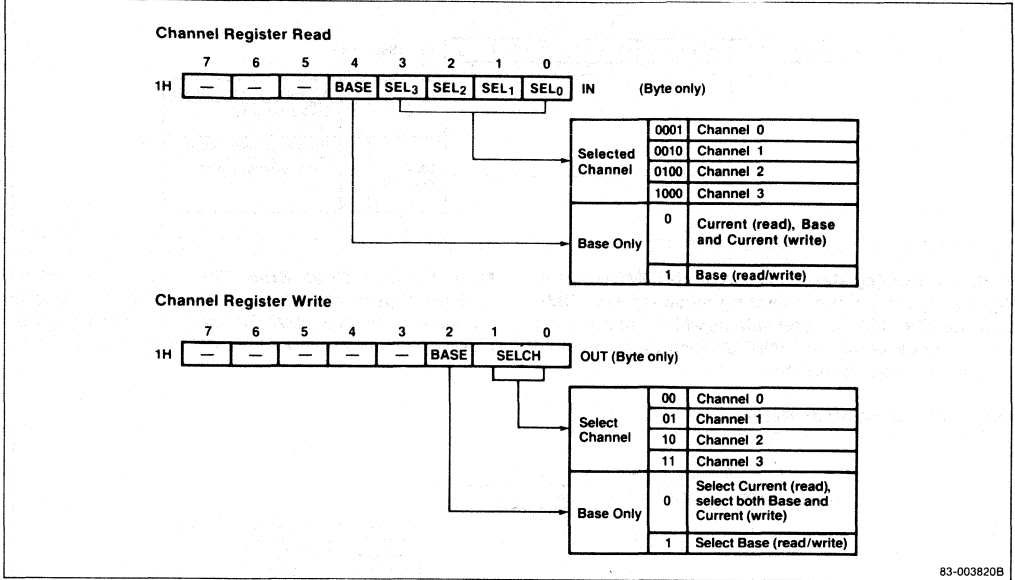 Channel Register Read
7 6 5 4 3 2 1 0
1H — — — BASE SEL3 SEL2 SEL1 SEL0 IN (Byte only)
Selected Channel
0001 Channel 0
0010 Channel 1
0100 Channel 2
1000 Channel 3
Base Only
0 Current (read), Base
and Current (write)
1 Base (read/write)
Channel Register Write
7 6 5 4 3 2 1 0
1H — — — — — BASE SELCH OUT (Byte only)
Select Channel
00 Channel 0
01 Channel 1
10 Channel 2
11 Channel 3
Base Only
0 Select Current (read),
select both Base and
Current (write)
1 Select Base (read/write)
83-003820B